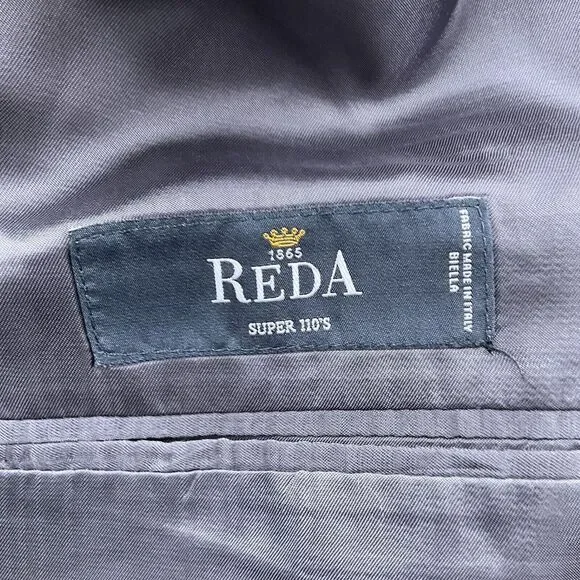 1865
REDA
SUPER 110'S
FABRIC MADE IN ITALY
BIELLA